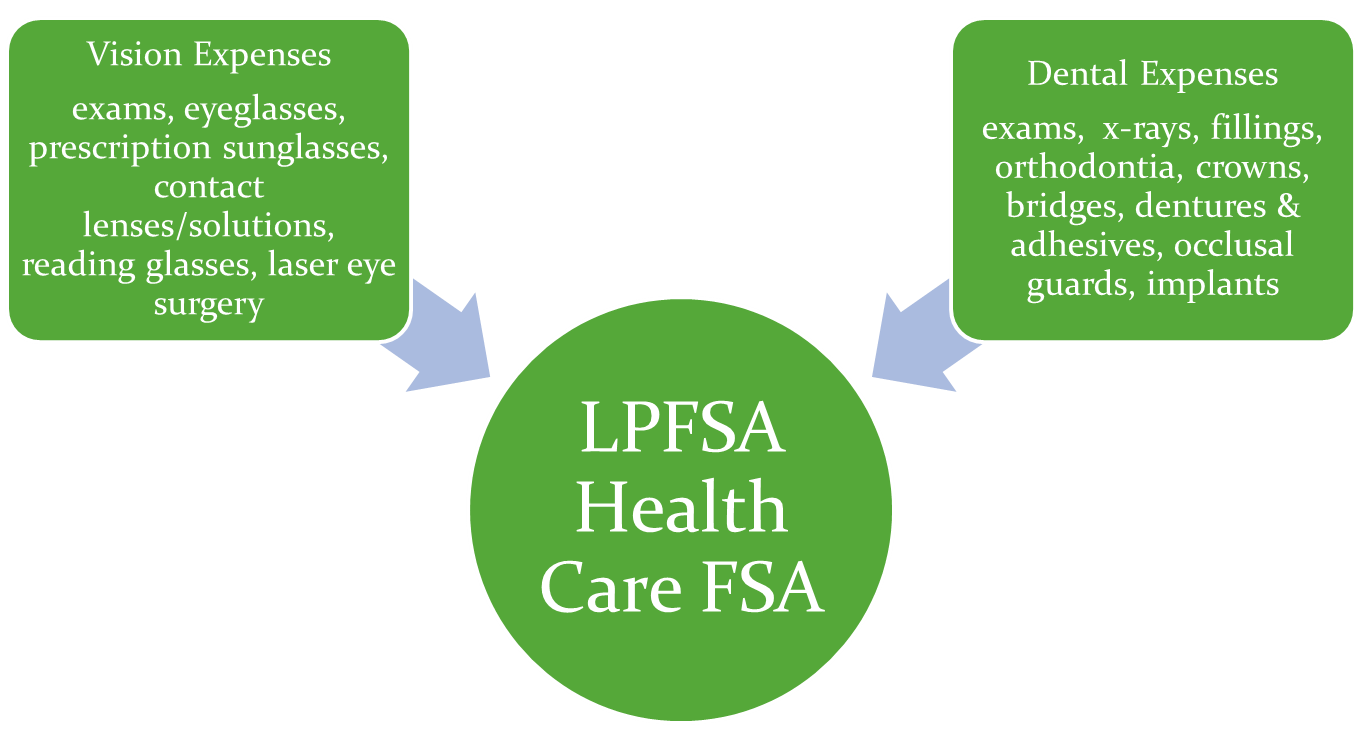 Vision Expenses
exams, eyeglasses,
prescription sunglasses,
contact
lenses/solutions,
reading glasses, laser eye
surgery
Dental Expenses
exams,  x-rays, fillings,
orthodontia, crowns,
bridges, dentures &
adhesives, occlusal
guards, implants
LPFSA
Health
Care FSA